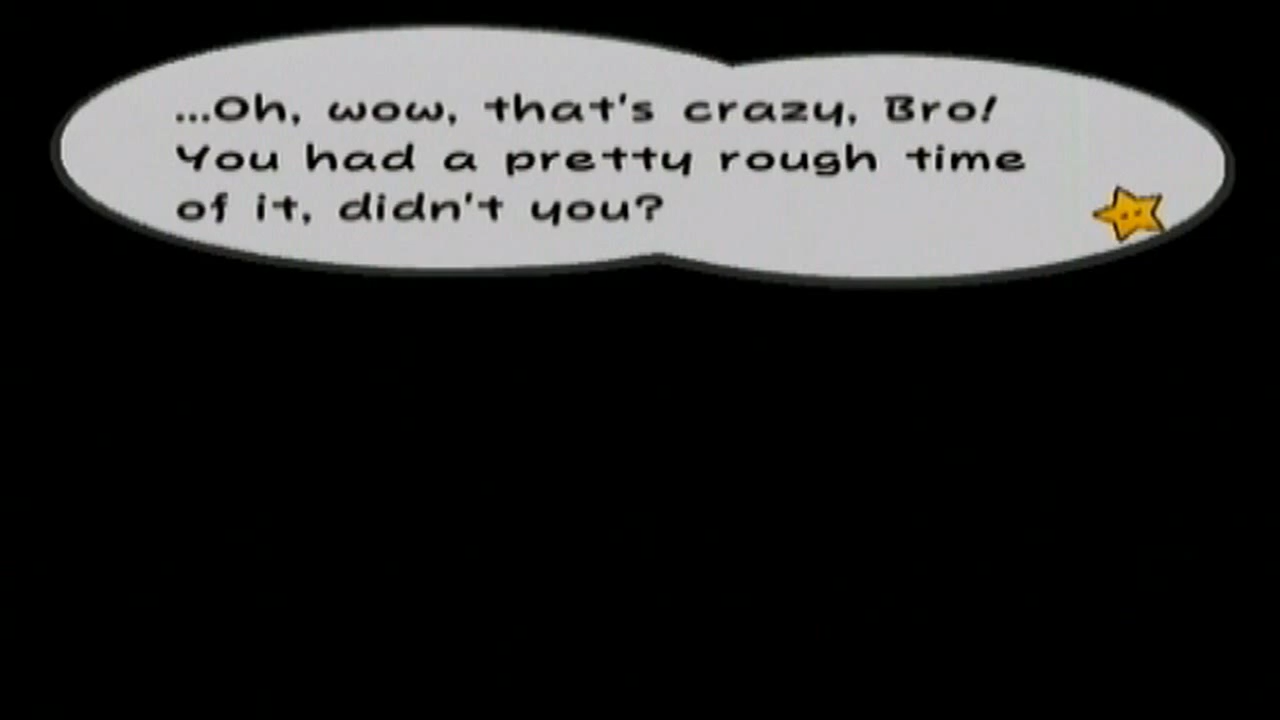 ...Oh, wow, that's crazy, Bro!
You had a pretty rough time
of it, didn't you?